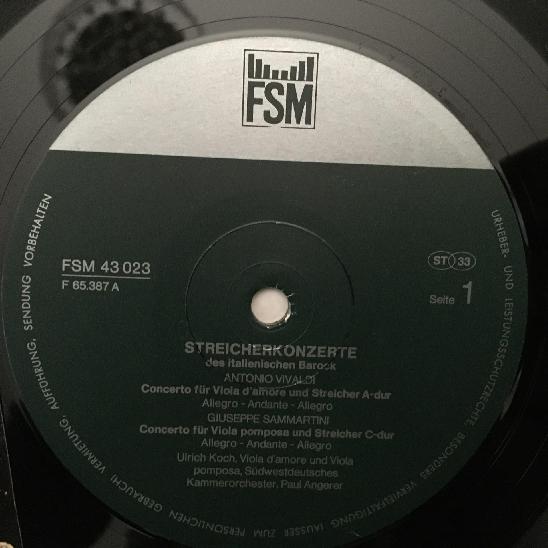 FSM
FSM 43 023
F 65.387 A
ST 33
Seite 1
STREICHERKONZERTE
des italienischen Barock
ANTONIO VIVALDI
Concerto für Viola d'amore und Streicher A-dur
Allegro - Andante - Allegro
GIUSEPPE SAMMARTINI
Concerto für Viola pomposa und Streicher C-dur
Allegro - Andante - Allegro
Ulrich Koch, Viola d'amore und Viola
pomposa, Südwestdeutsches
Kammerorchester, Paul Angerer
URHEBER- UND LEISTUNGSSCHUTZRECHTE, BESONDERS VERVIELFÄLTIGUNG (AUSSER ZUM PERSÖNLICHEN GEBRAUCH) VERMIETUNG, AUFFÜHRUNG, SENDUNG VORBEHALTEN